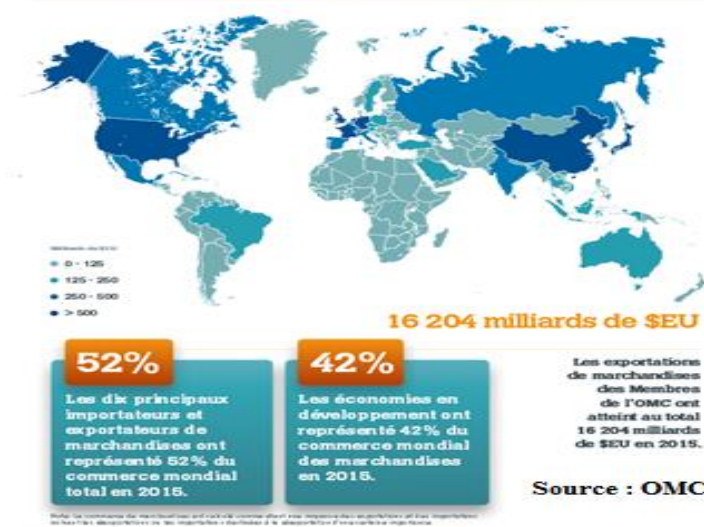 0 - 125
125 - 250
250 - 500
> 500
16 204 milliards de $EU
52%
Les dix principaux
importateurs et
exportateurs de
marchandises ont
représenté 52% du
commerce mondial
total en 2015.
42%
Les économies en
développement ont
représenté 42% du
commerce mondial
des marchandises
en 2015.
Les exportations
de marchandises
des Membres
de l'OMC ont
atteint au total
16 204 milliards
de $EU en 2015.
Source : OMC